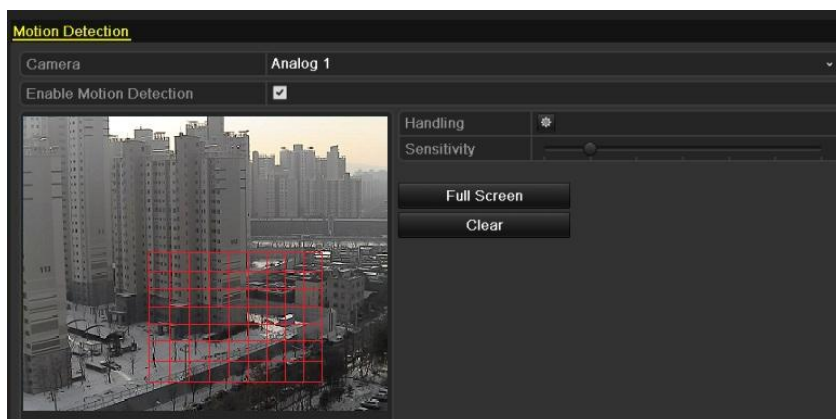 Motion Detection
Camera Analog 1
Enable Motion Detection
Handling
Sensitivity
Full Screen
Clear